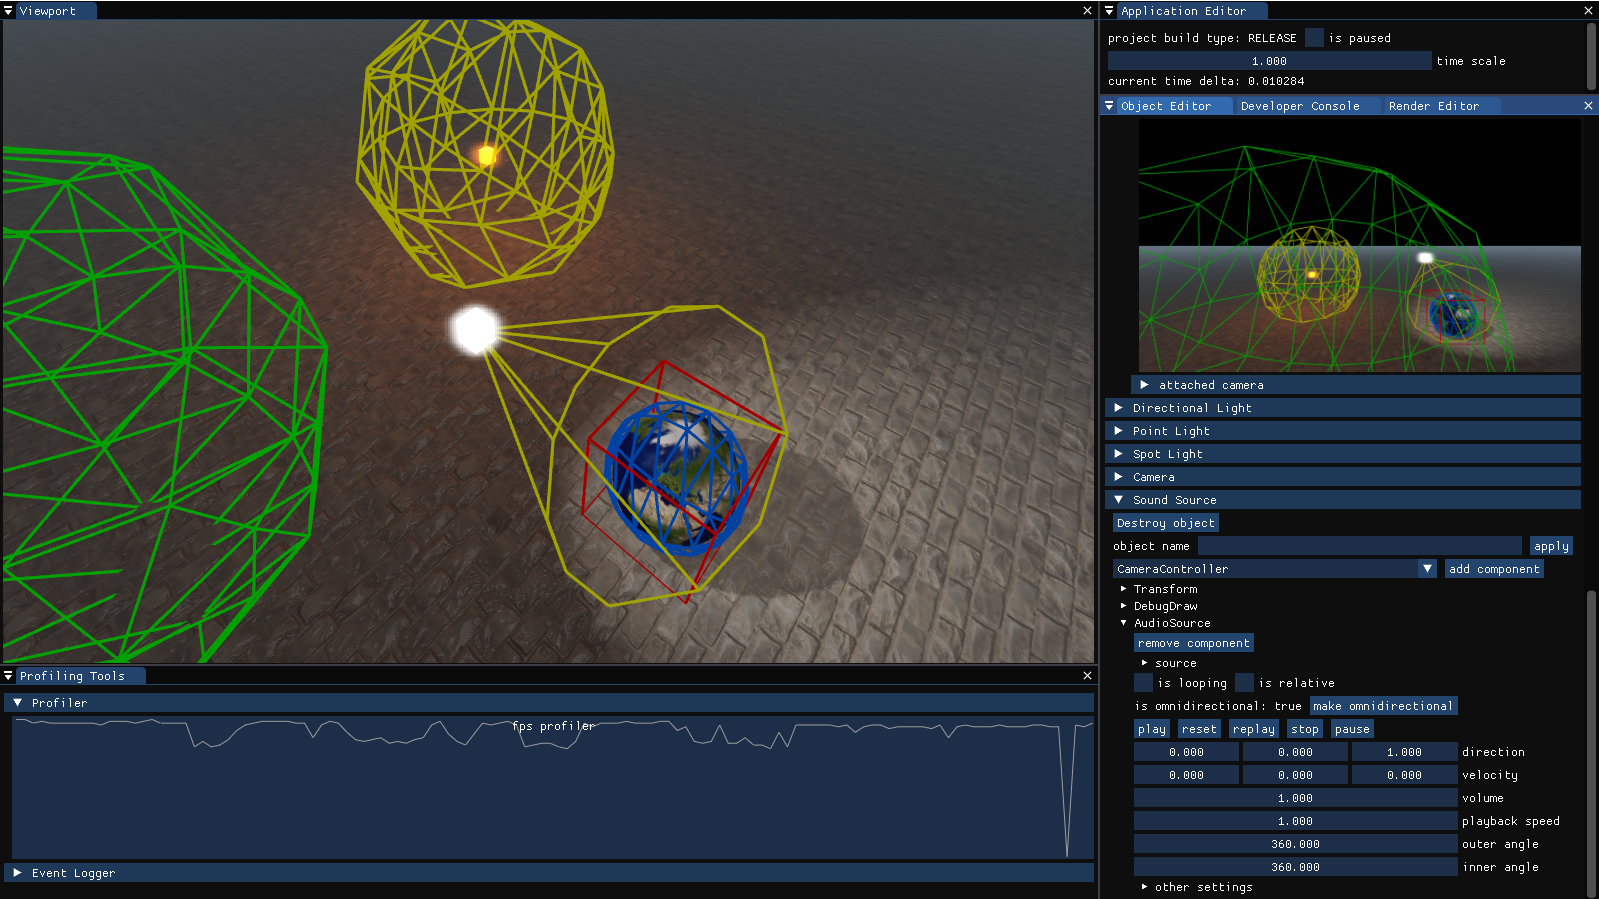 Viewport
Application Editor
project build type: RELEASE is paused
1.000 time scale
current time delta: 0.010284
Object Editor Developer Console Render Editor
attached camera
Directional Light
Point Light
Spot Light
Camera
Sound Source
Destroy object
object name apply
CameraController add component
Transform
DebugDraw
AudioSource
remove component
source
is looping is relative
is omnidirectional: true make omnidirectional
play reset replay stop pause
0.000 0.000 1.000 direction
0.000 0.000 0.000 velocity
1.000 volume
1.000 playback speed
360.000 outer angle
360.000 inner angle
other settings
Profiling Tools
Profiler
fps profiler
Event Logger